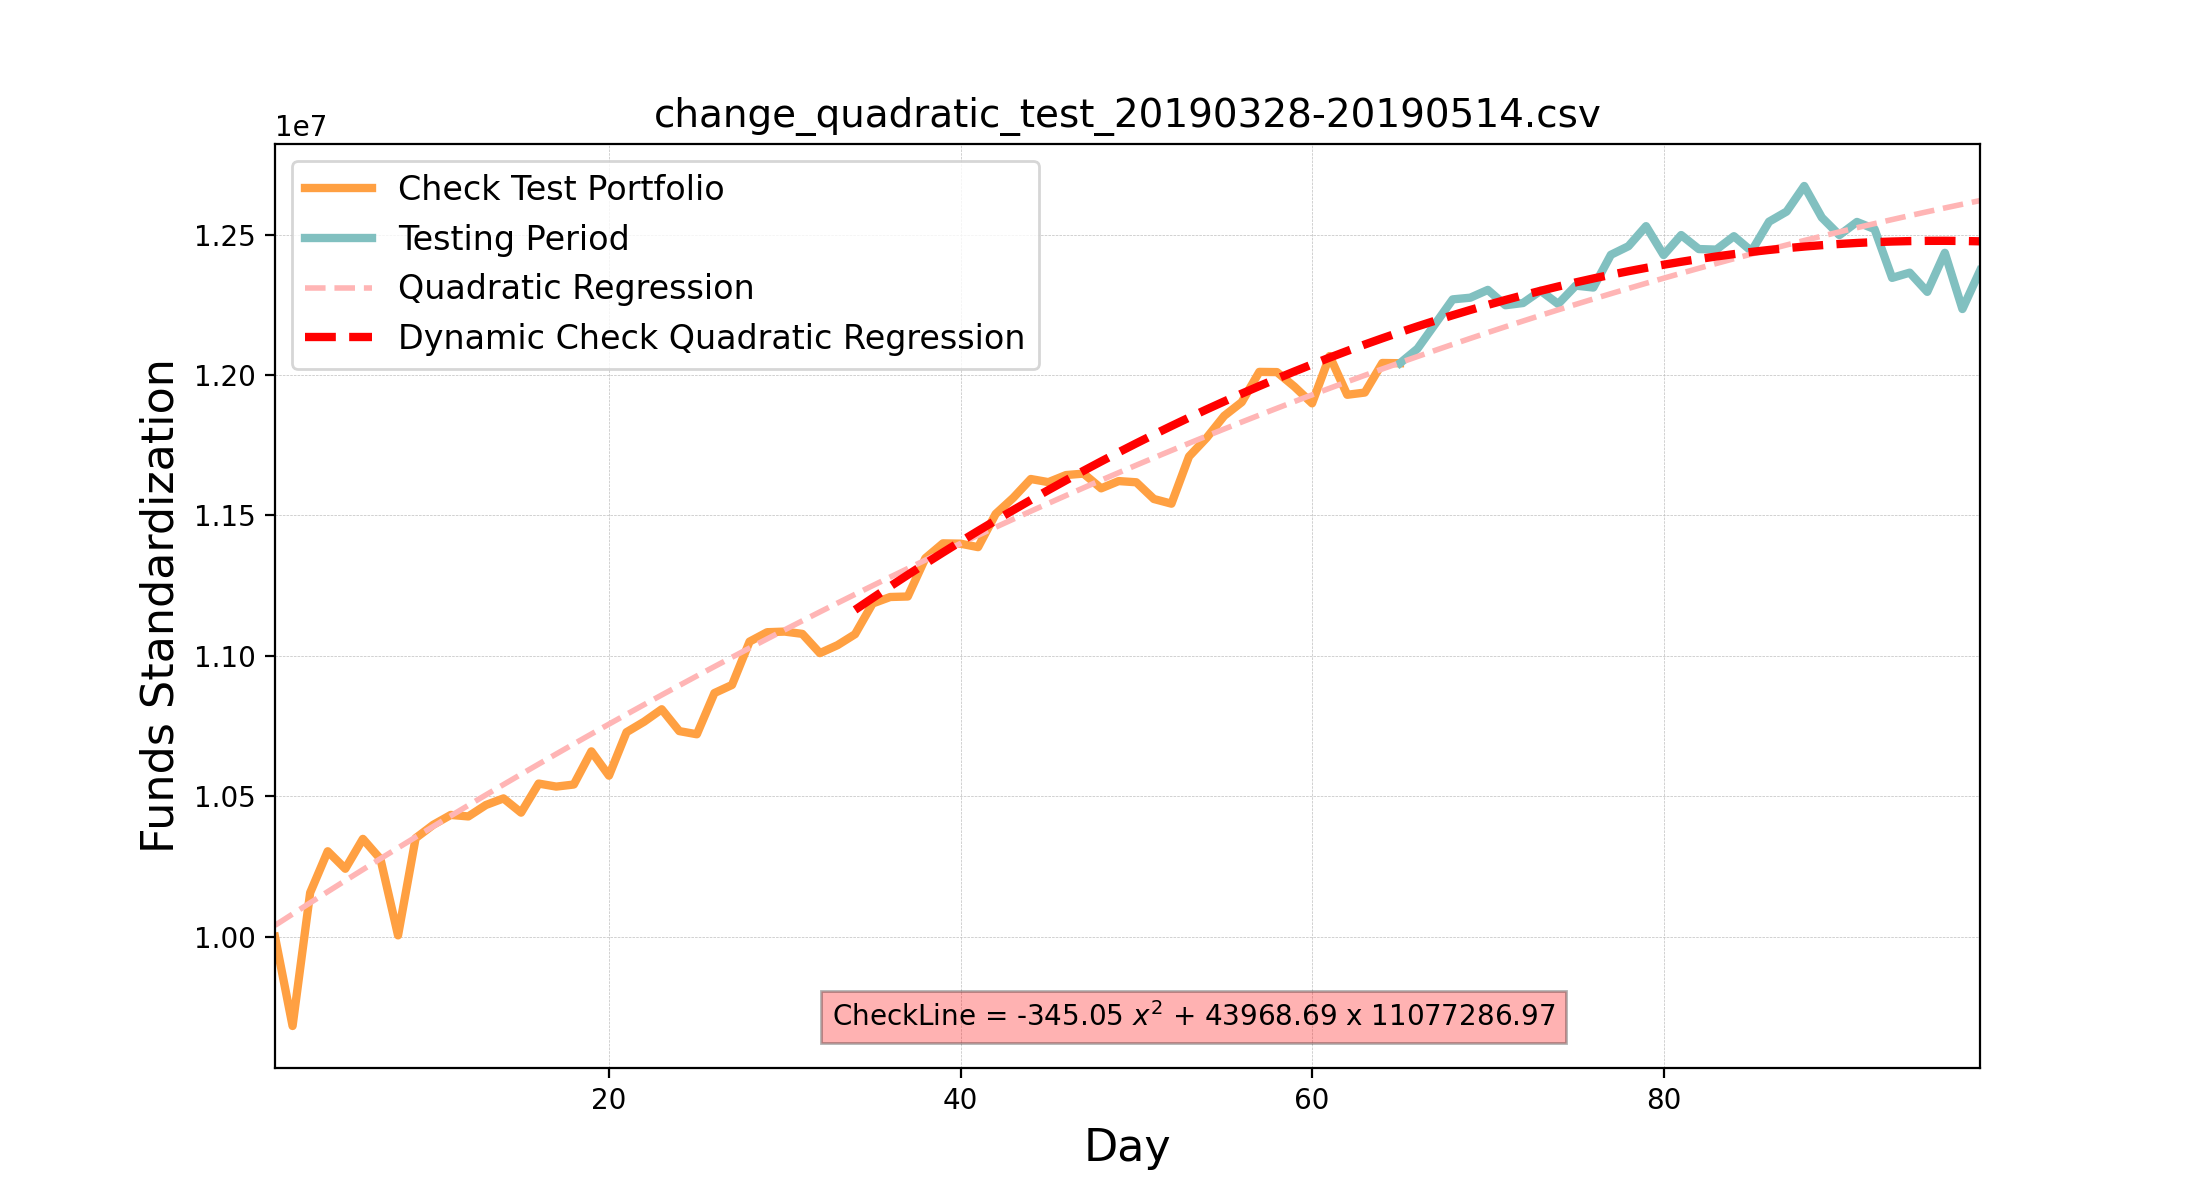 change_quadratic_test_20190328-20190514.csv
1e7
Check Test Portfolio
Testing Period
Quadratic Regression
Dynamic Check Quadratic Regression
1.25
1.20
1.15
1.10
1.05
1.00
Funds Standardization
CheckLine = -345.05 x² + 43968.69 x 11077286.97
20 40 60 80
Day